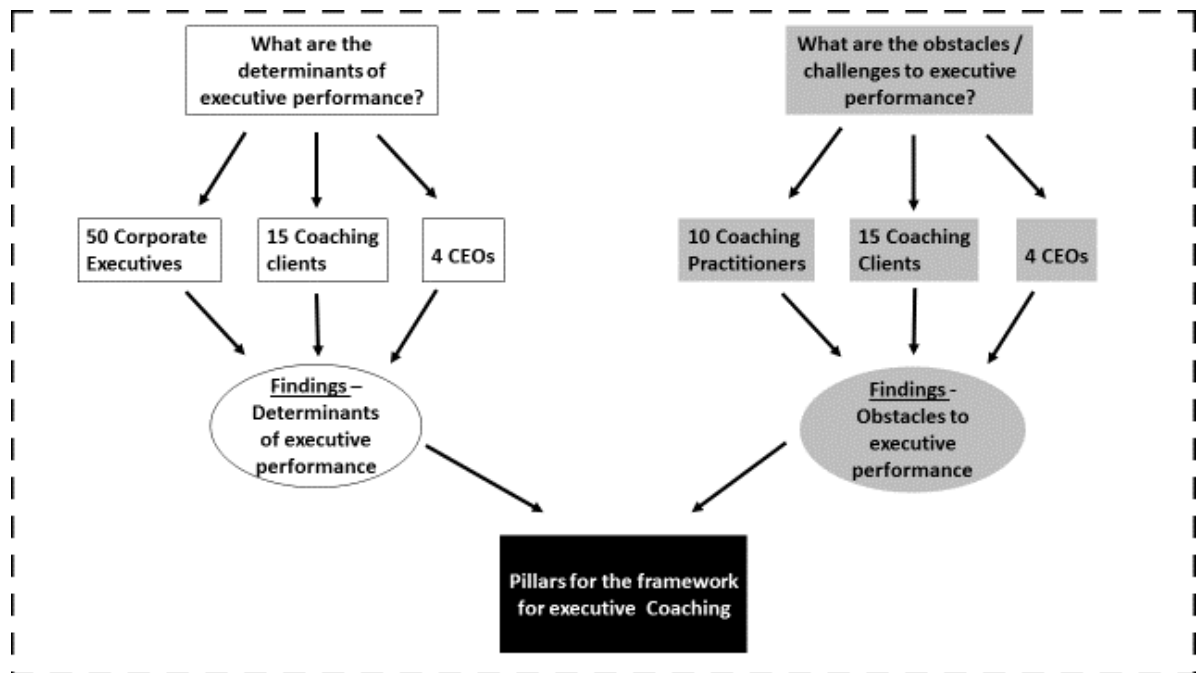 What are the
determinants of
executive performance?
What are the obstacles /
challenges to executive
performance?
50 Corporate
Executives
15 Coaching
clients
4 CEOs
10 Coaching
Practitioners
15 Coaching
Clients
4 CEOs
Findings –
Determinants
of executive
performance
Findings -
Obstacles to
executive
performance
Pillars for the framework
for executive Coaching